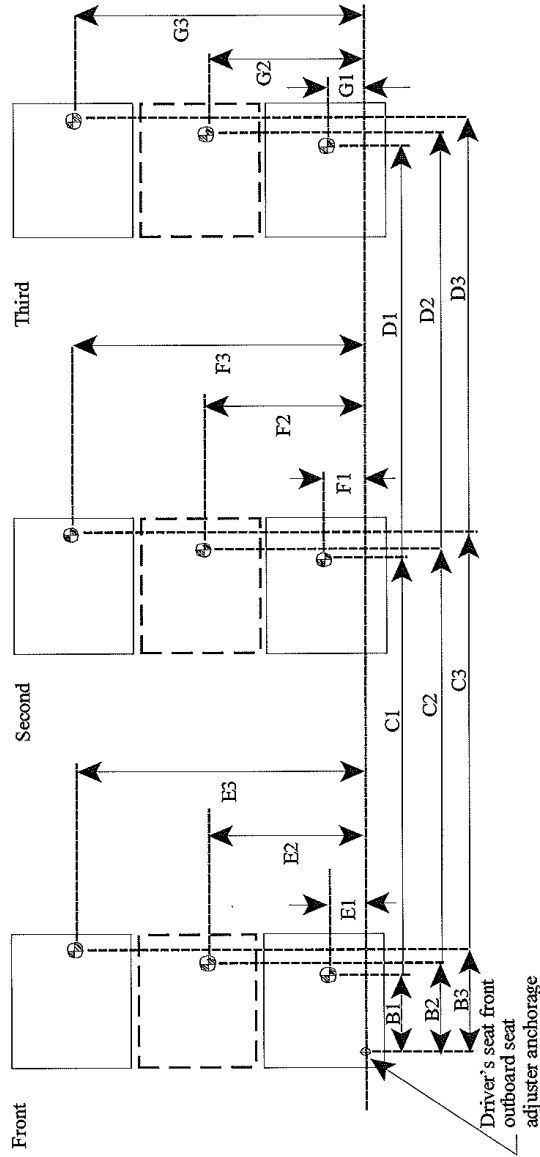 Front
Second
Third
E3
E2
E1
F3
F2
F1
G3
G2
G1
B1
C1
D1
B2
C2
D2
B3
C3
D3
Driver's seat front
outboard seat
adjuster anchorage